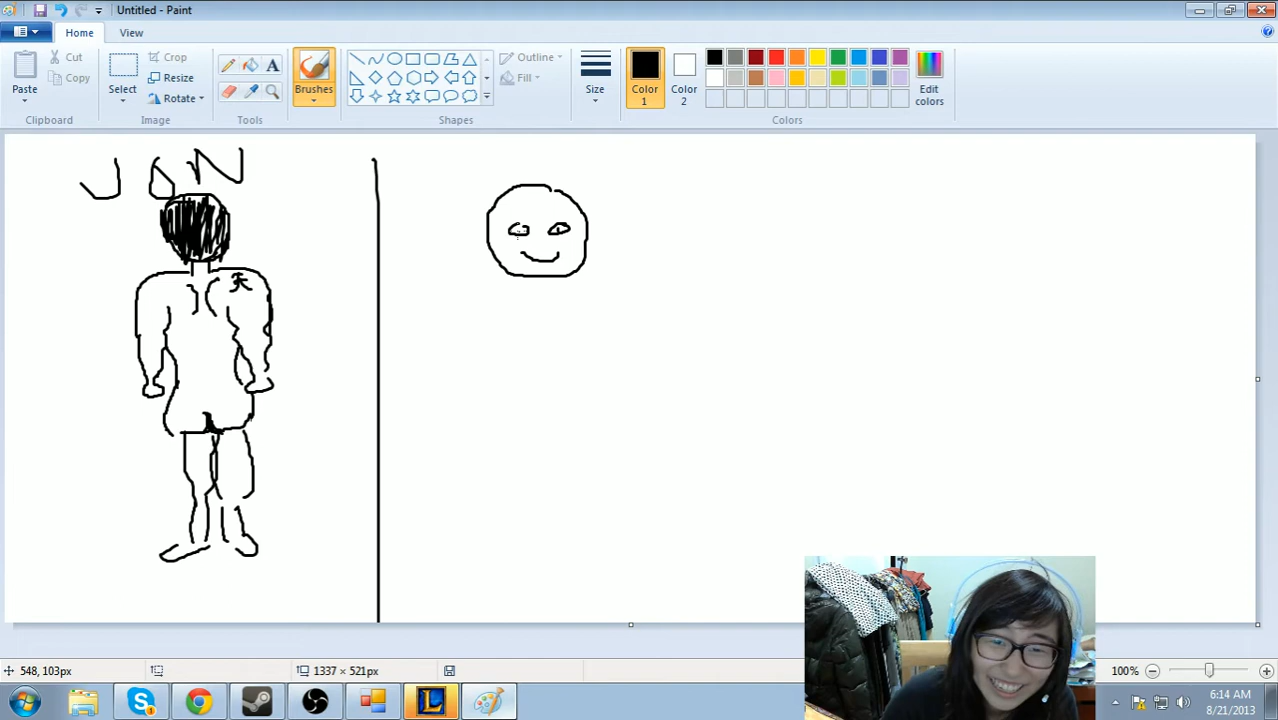 Untitled - Paint
Home
View
Paste
Cut
Copy
Clipboard
Select
Crop
Resize
Rotate
Image
A
Tools
Brushes
Outline
Fill
Shapes
Size
Color
1
Color
2
Edit
colors
Colors
JAN
548, 103px
1337 × 521px
100%
6:14 AM
8/21/2013